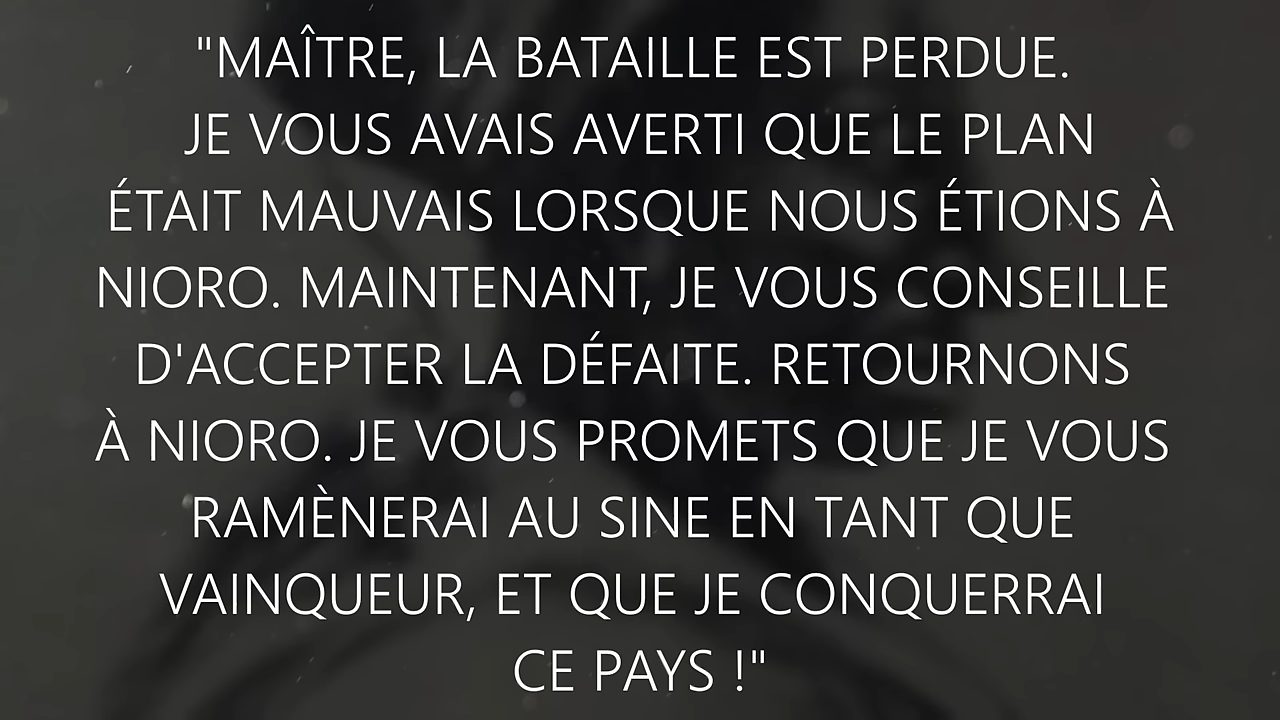 "MAÎTRE, LA BATAILLE EST PERDUE.
JE VOUS AVAIS AVERTI QUE LE PLAN
ÉTAIT MAUVAIS LORSQUE NOUS ÉTIONS À
NIORO. MAINTENANT, JE VOUS CONSEILLE
D'ACCEPTER LA DÉFAITE. RETOURNONS
À NIORO. JE VOUS PROMETS QUE JE VOUS
RAMÈNERAI AU SINE EN TANT QUE
VAINQUEUR, ET QUE JE CONQUERRAI
CE PAYS !"